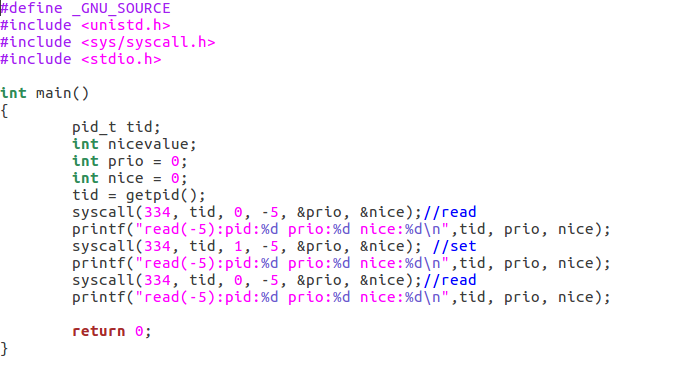 #define _GNU_SOURCE
#include <unistd.h>
#include <sys/syscall.h>
#include <stdio.h>

int main()
{
        pid_t tid;
        int nicevalue;
        int prio = 0;
        int nice = 0;
        tid = getpid();
        syscall(334, tid, 0, -5, &prio, &nice);//read
        printf("read(-5):pid:%d prio:%d nice:%d\n",tid, prio, nice);
        syscall(334, tid, 1, -5, &prio, &nice); //set
        printf("read(-5):pid:%d prio:%d nice:%d\n",tid, prio, nice);
        syscall(334, tid, 0, -5, &prio, &nice);//read
        printf("read(-5):pid:%d prio:%d nice:%d\n",tid, prio, nice);

        return 0;
}